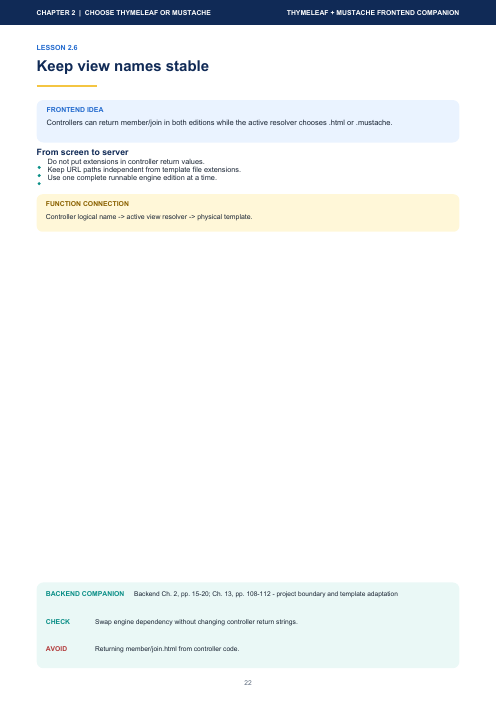 CHAPTER 2 | CHOOSE THYMELEAF OR MUSTACHE
THYMELEAF + MUSTACHE FRONTEND COMPANION
LESSON 2.6
Keep view names stable
FRONTEND IDEA
Controllers can return member/join in both editions while the active resolver chooses .html or .mustache.
From screen to server
Do not put extensions in controller return values.
Keep URL paths independent from template file extensions.
Use one complete runnable engine edition at a time.
FUNCTION CONNECTION
Controller logical name -> active view resolver -> physical template.
BACKEND COMPANION Backend Ch. 2, pp. 15-20; Ch. 13, pp. 108-112 - project boundary and template adaptation
CHECK Swap engine dependency without changing controller return strings.
AVOID Returning member/join.html from controller code.
22